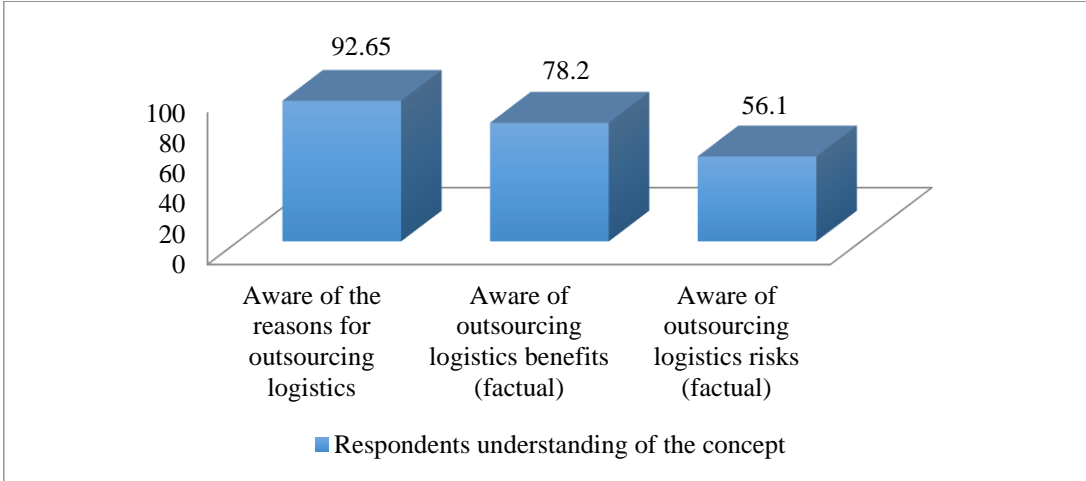 92.65
78.2
56.1
100
80
60
40
20
0
Aware of the
reasons for
outsourcing
logistics
Aware of
outsourcing
logistics benefits
(factual)
Aware of
outsourcing
logistics risks
(factual)
Respondents understanding of the concept